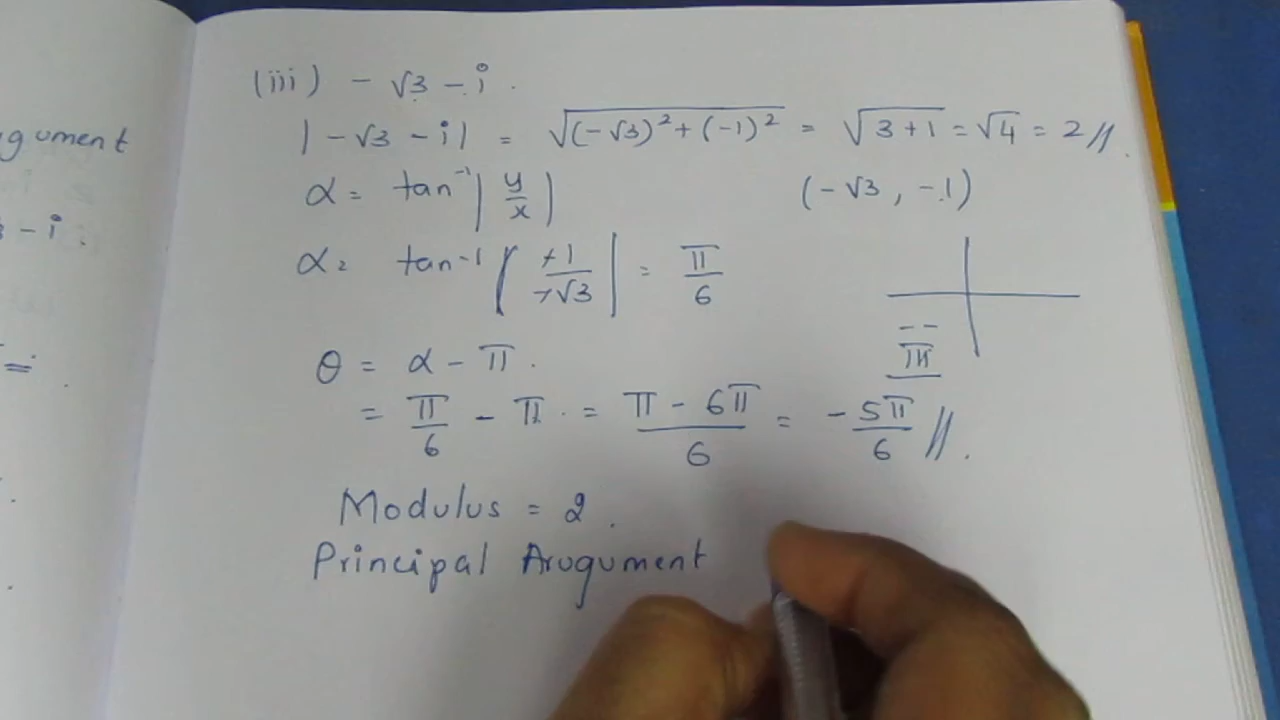 gument
- i.
=
(iii) - √3 - i.
|-√3 - i| = √(-√3)² + (-1)² = √3+1 = √4 = 2 //.
α = tan⁻¹ |y/x| (-√3, -1)
α = tan⁻¹ |-1/-√3| = π/6
III
θ = α - π.
= π/6 - π = π - 6π/6 = -5π/6 //.
Modulus = 2.
Principal Arugument